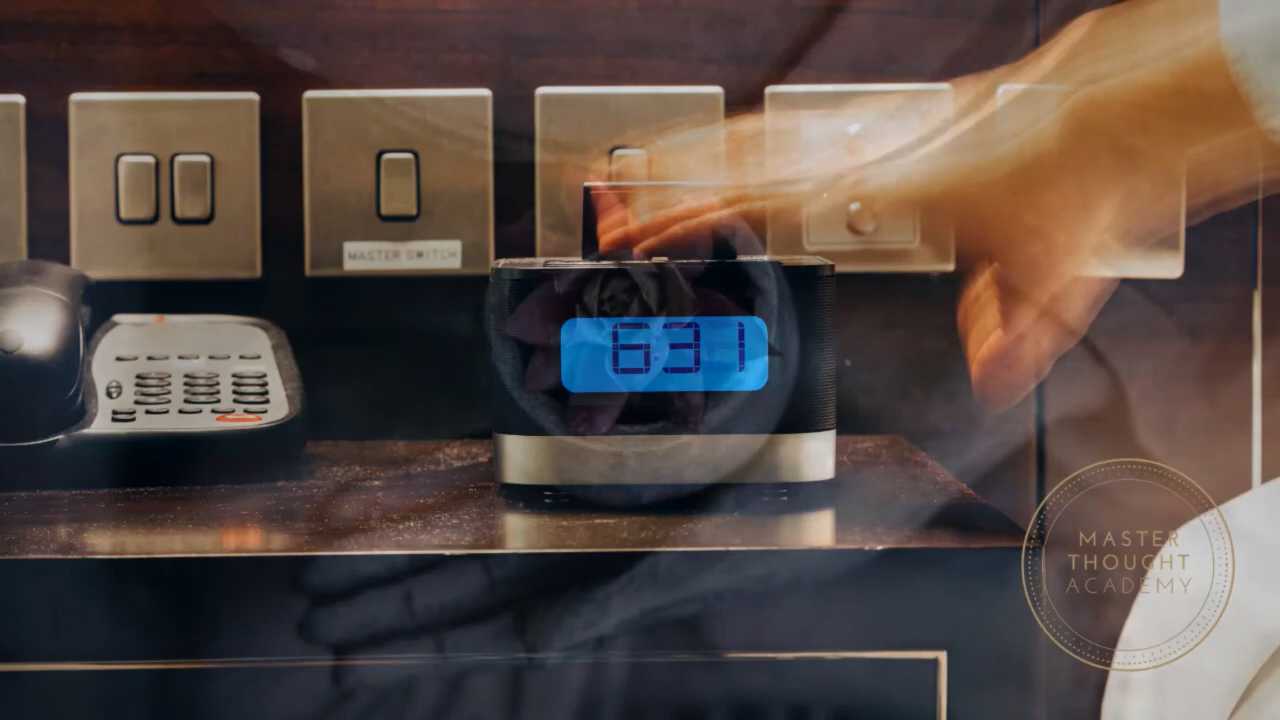 MASTER SWITCH
631
MASTER
THOUGHT
ACADEMY